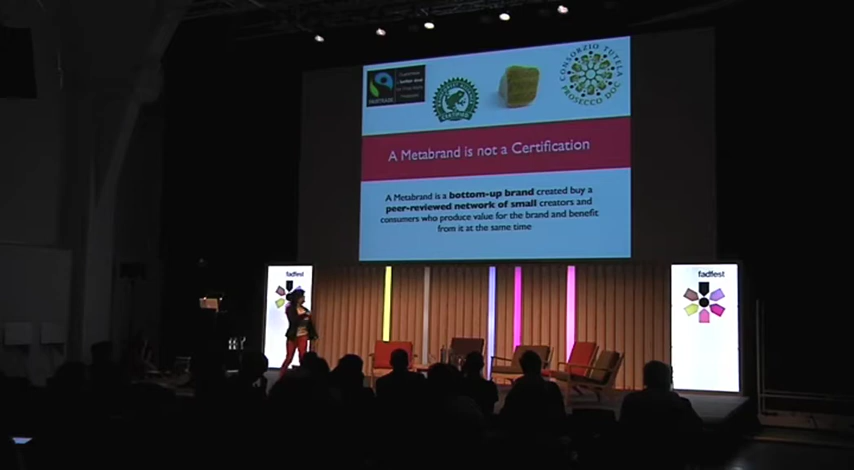 FAIRTRADE
CERTIFIED
CONSORZIO TUTELA
PROSECCO DOC
A Metabrand is not a Certification
A Metabrand is a bottom-up brand created buy a
peer-reviewed network of small creators and
consumers who produce value for the brand and benefit
from it at the same time
fadfest
fadfest